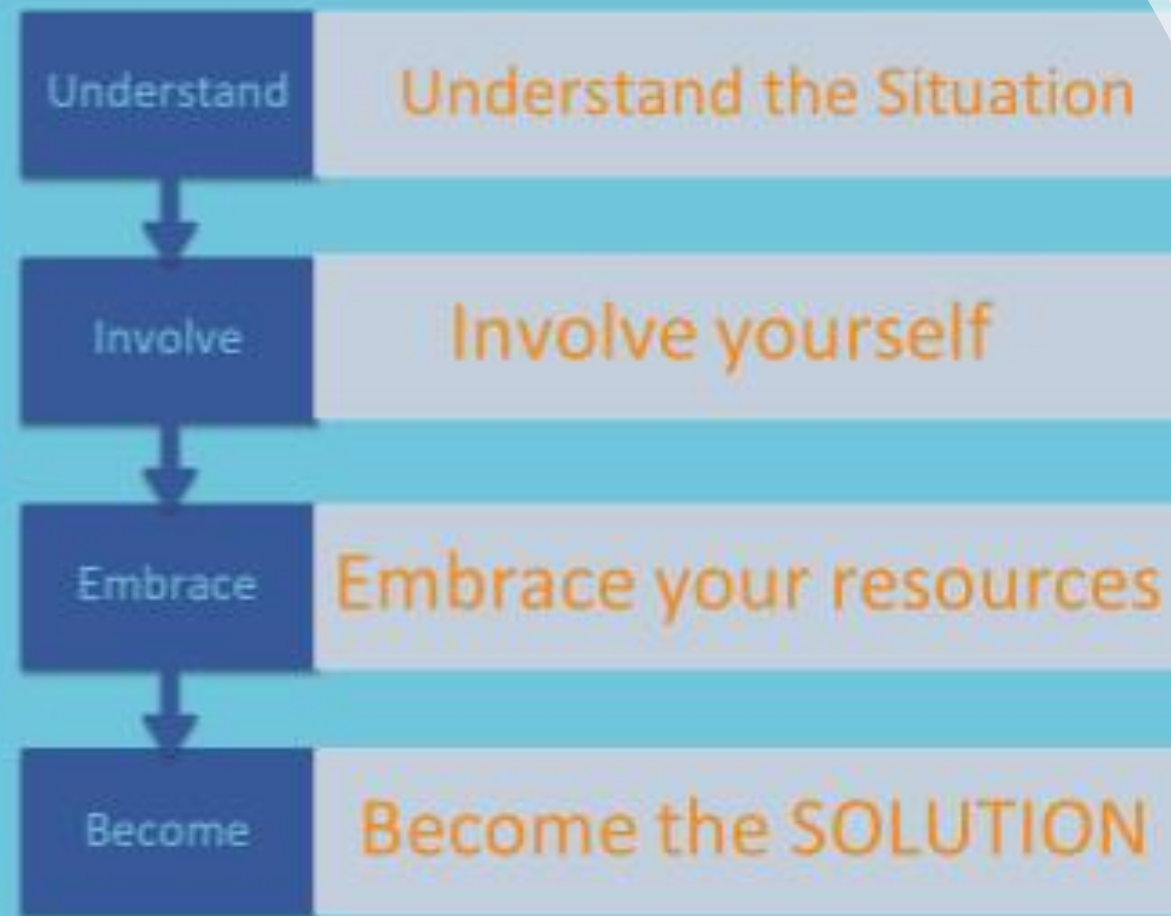 Understand
Understand the Situation
Involve
Involve yourself
Embrace
Embrace your resources
Become
Become the SOLUTION